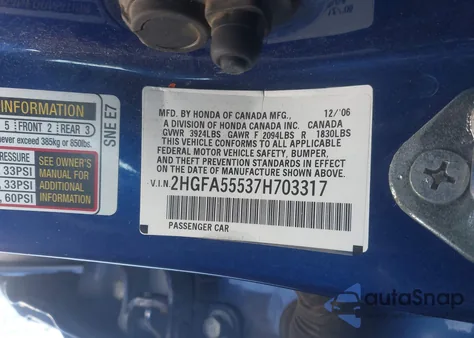 INFORMATION
5 | FRONT 2 | REAR 3
never exceed 385kg or 850lbs.
PRESSURE
33PSI
33PSI
60PSI
SEE OWNER'S
MANUAL FOR
ADDITIONAL
INFORMATION
SNE E7
MFD. BY HONDA OF CANADA MFG., 12/'06
A DIVISION OF HONDA CANADA INC. CANADA
GVWR 3924LBS GAWR F 2094LBS R 1830LBS
THIS VEHICLE CONFORMS TO ALL APPLICABLE
FEDERAL MOTOR VEHICLE SAFETY, BUMPER,
AND THEFT PREVENTION STANDARDS IN EFFECT
ON THE DATE OF MANUFACTURE SHOWN ABOVE.
V.I.N. 2HGFA55537H703317
PASSENGER CAR
autoSnap